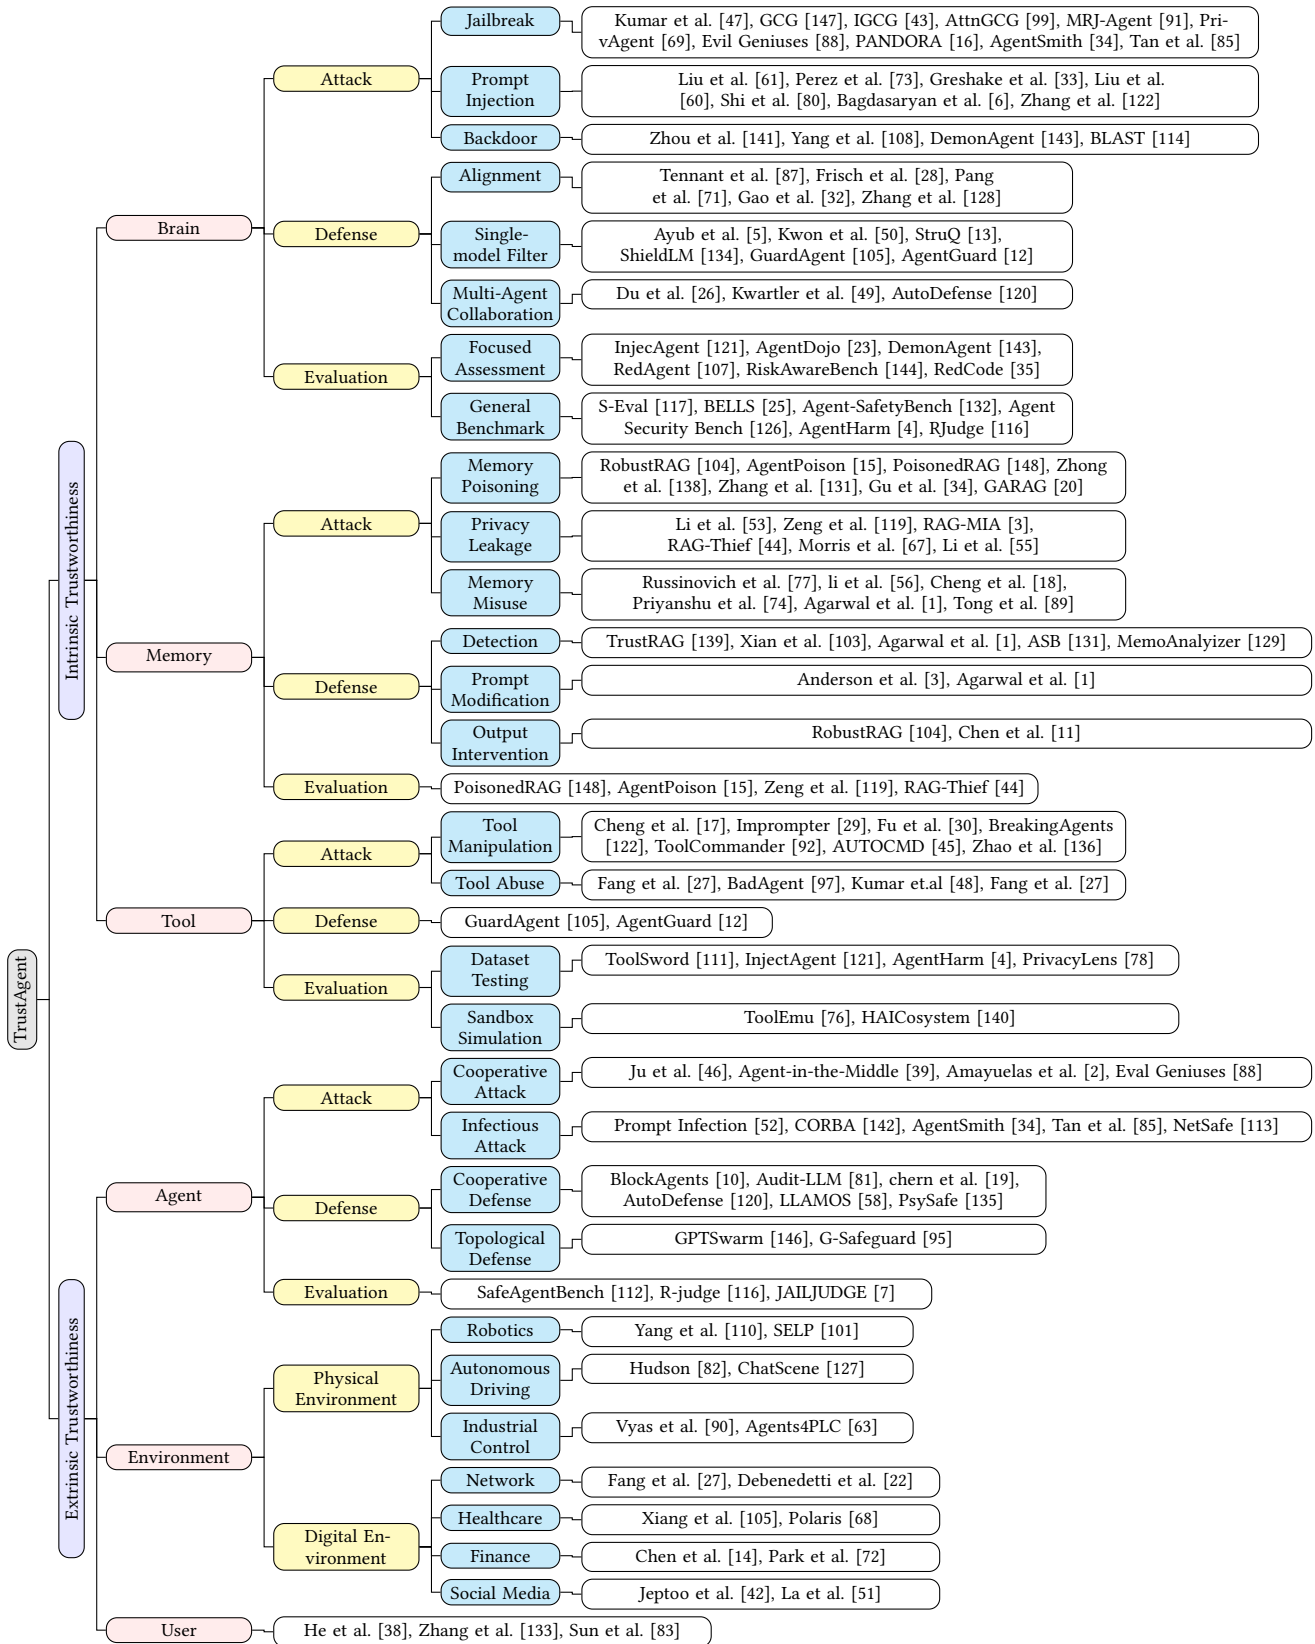 TrustAgent
Intrinsic Trustworthiness
Brain
Attack
Jailbreak
Kumar et al. [47], GCG [147], IGCG [43], AttnGCG [99], MRJ-Agent [91], Pri-
vAgent [69], Evil Geniuses [88], PANDORA [16], AgentSmith [34], Tan et al. [85]
Prompt
Injection
Liu et al. [61], Perez et al. [73], Greshake et al. [33], Liu et al.
[60], Shi et al. [80], Bagdasaryan et al. [6], Zhang et al. [122]
Backdoor
Zhou et al. [141], Yang et al. [108], DemonAgent [143], BLAST [114]
Defense
Alignment
Tennant et al. [87], Frisch et al. [28], Pang
et al. [71], Gao et al. [32], Zhang et al. [128]
Single-
model Filter
Ayub et al. [5], Kwon et al. [50], StruQ [13],
ShieldLM [134], GuardAgent [105], AgentGuard [12]
Multi-Agent
Collaboration
Du et al. [26], Kwartler et al. [49], AutoDefense [120]
Evaluation
Focused
Assessment
InjecAgent [121], AgentDojo [23], DemonAgent [143],
RedAgent [107], RiskAwareBench [144], RedCode [35]
General
Benchmark
S-Eval [117], BELLS [25], Agent-SafetyBench [132], Agent
Security Bench [126], AgentHarm [4], RJudge [116]
Memory
Attack
Memory
Poisoning
RobustRAG [104], AgentPoison [15], PoisonedRAG [148], Zhong
et al. [138], Zhang et al. [131], Gu et al. [34], GARAG [20]
Privacy
Leakage
Li et al. [53], Zeng et al. [119], RAG-MIA [3],
RAG-Thief [44], Morris et al. [67], Li et al. [55]
Memory
Misuse
Russinovich et al. [77], li et al. [56], Cheng et al. [18],
Priyanshu et al. [74], Agarwal et al. [1], Tong et al. [89]
Defense
Detection
TrustRAG [139], Xian et al. [103], Agarwal et al. [1], ASB [131], MemoAnalyizer [129]
Prompt
Modification
Anderson et al. [3], Agarwal et al. [1]
Output
Intervention
RobustRAG [104], Chen et al. [11]
Evaluation
PoisonedRAG [148], AgentPoison [15], Zeng et al. [119], RAG-Thief [44]
Tool
Attack
Tool
Manipulation
Cheng et al. [17], Imprompter [29], Fu et al. [30], BreakingAgents
[122], ToolCommander [92], AUTOCMD [45], Zhao et al. [136]
Tool Abuse
Fang et al. [27], BadAgent [97], Kumar et.al [48], Fang et al. [27]
Defense
GuardAgent [105], AgentGuard [12]
Evaluation
Dataset
Testing
ToolSword [111], InjectAgent [121], AgentHarm [4], PrivacyLens [78]
Sandbox
Simulation
ToolEmu [76], HAICosystem [140]
Extrinsic Trustworthiness
Agent
Attack
Cooperative
Attack
Ju et al. [46], Agent-in-the-Middle [39], Amayuelas et al. [2], Eval Geniuses [88]
Infectious
Attack
Prompt Infection [52], CORBA [142], AgentSmith [34], Tan et al. [85], NetSafe [113]
Defense
Cooperative
Defense
BlockAgents [10], Audit-LLM [81], chern et al. [19],
AutoDefense [120], LLAMOS [58], PsySafe [135]
Topological
Defense
GPTSwarm [146], G-Safeguard [95]
Evaluation
SafeAgentBench [112], R-judge [116], JAILJUDGE [7]
Environment
Physical
Environment
Robotics
Yang et al. [110], SELP [101]
Autonomous
Driving
Hudson [82], ChatScene [127]
Industrial
Control
Vyas et al. [90], Agents4PLC [63]
Digital En-
vironment
Network
Fang et al. [27], Debenedetti et al. [22]
Healthcare
Xiang et al. [105], Polaris [68]
Finance
Chen et al. [14], Park et al. [72]
Social Media
Jeptoo et al. [42], La et al. [51]
User
He et al. [38], Zhang et al. [133], Sun et al. [83]